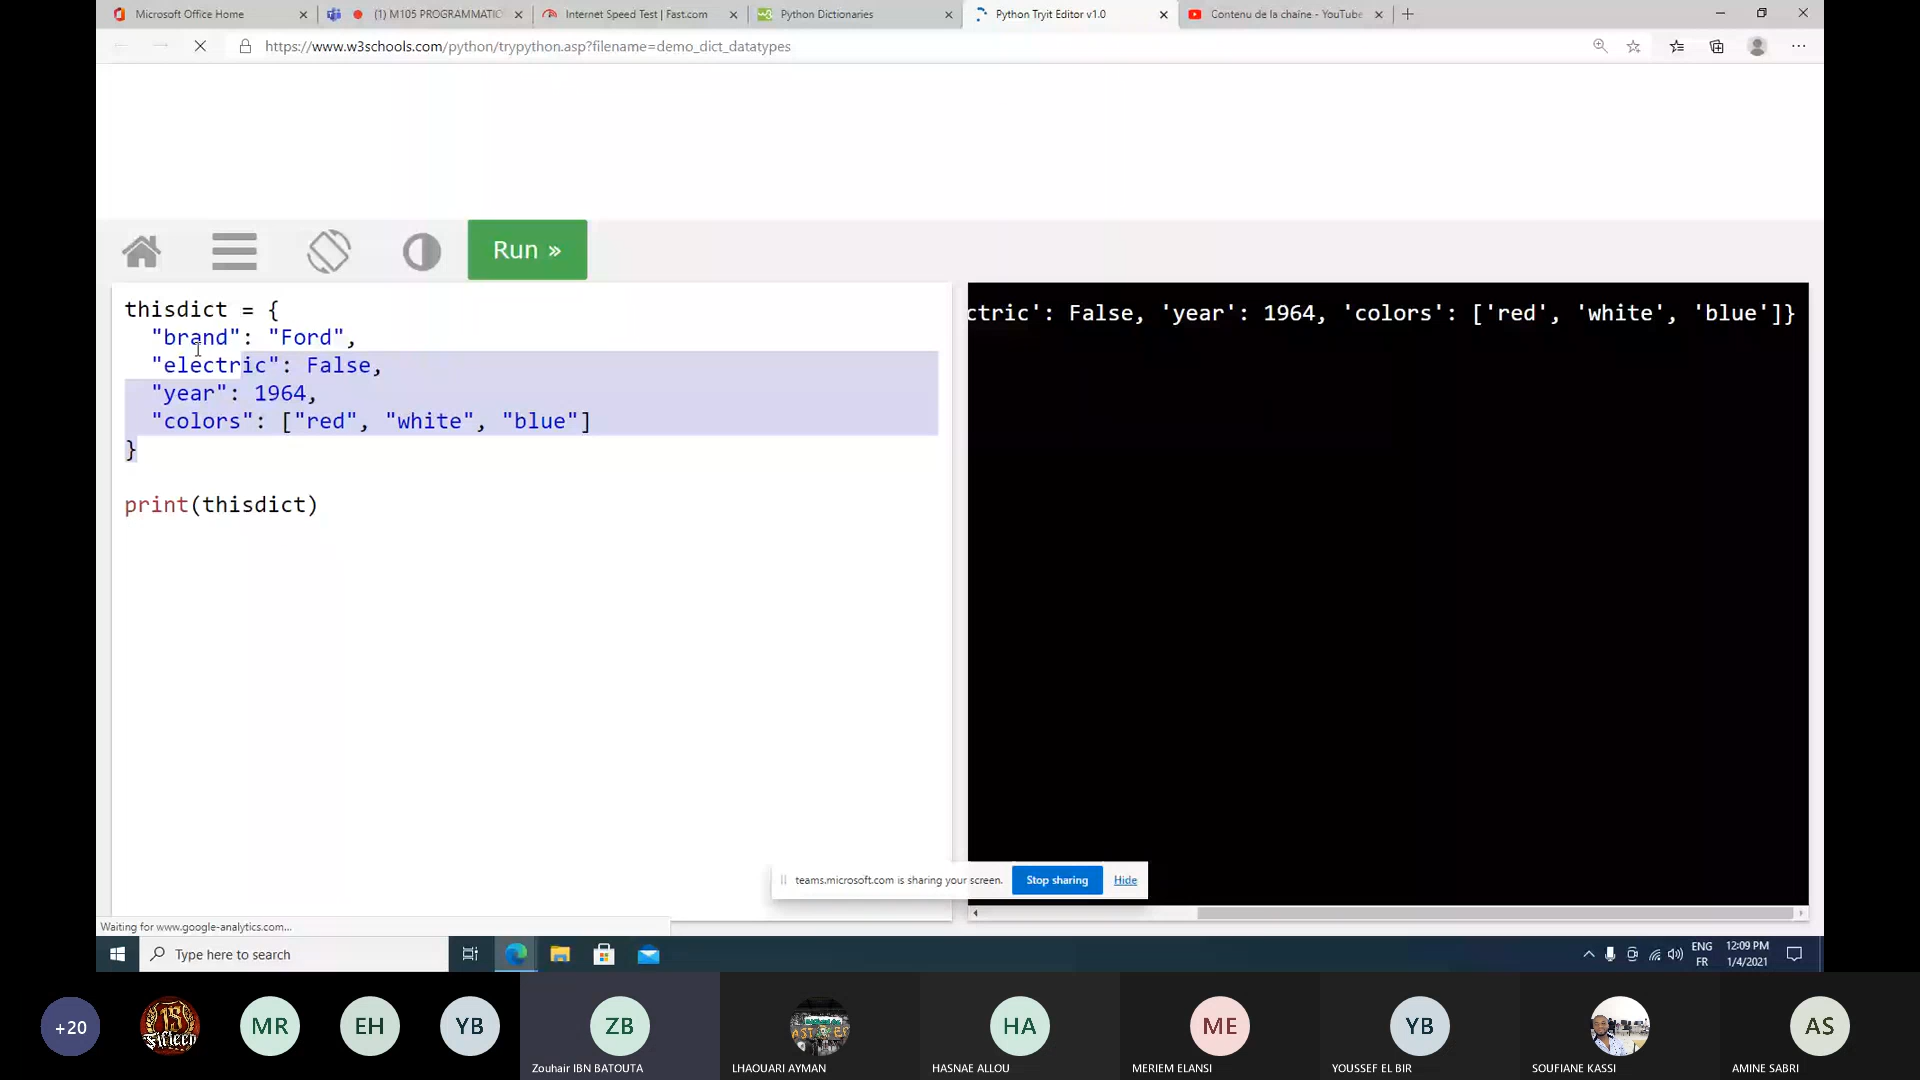 Microsoft Office Home
(1) M105 PROGRAMMATIC
Internet Speed Test | Fast.com
Python Dictionaries
Python Tryit Editor v1.0
Contenu de la chaîne - YouTube
https://www.w3schools.com/python/trypython.asp?filename=demo_dict_datatypes
Run »
thisdict = {
"brand": "Ford",
"electric": False,
"year": 1964,
"colors": ["red", "white", "blue"]
}
print(thisdict)
ctric': False, 'year': 1964, 'colors': ['red', 'white', 'blue']}
teams.microsoft.com is sharing your screen.
Stop sharing
Hide
Waiting for www.google-analytics.com...
Type here to search
ENG
FR
12:09 PM
1/4/2021
+20
15
Fifteen
MR
EH
YB
ZB
HA
ME
YB
AS
Zouhair IBN BATOUTA
LHAOUARI AYMAN
HASNAE ALLOU
MERIEM ELANSI
YOUSSEF EL BIR
SOUFIANE KASSI
AMINE SABRI